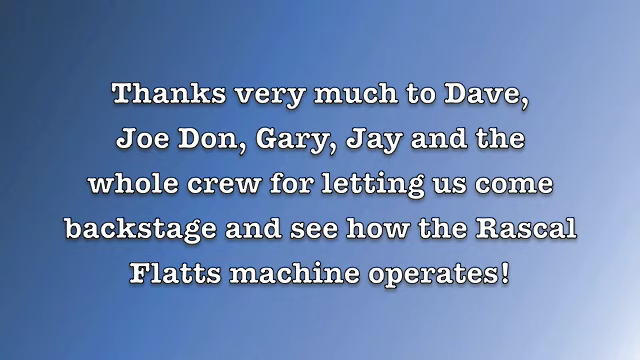 Thanks very much to Dave,
Joe Don, Gary, Jay and the
whole crew for letting us come
backstage and see how the Rascal
Flatts machine operates!